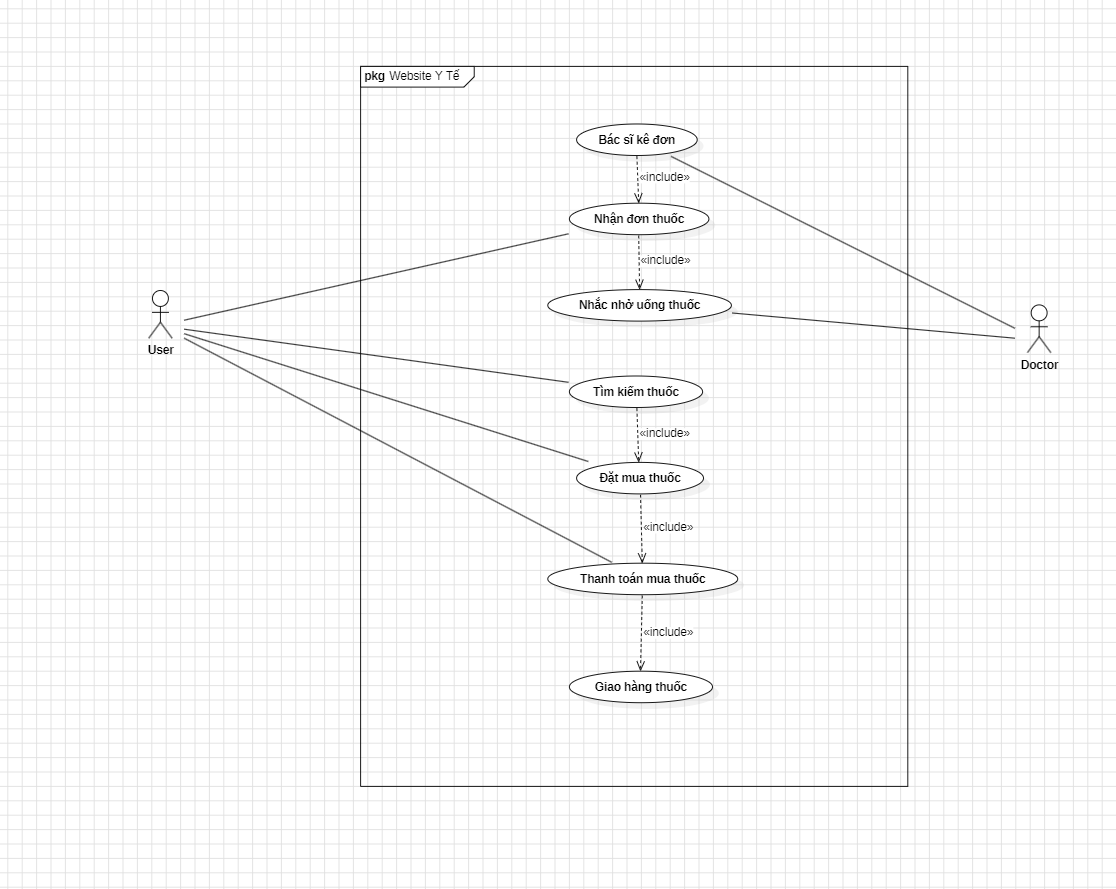 pkg Website Y Tế
Bác sĩ kê đơn
«include»
Nhận đơn thuốc
«include»
Nhắc nhở uống thuốc
User
Doctor
Tìm kiếm thuốc
«include»
Đặt mua thuốc
«include»
Thanh toán mua thuốc
«include»
Giao hàng thuốc